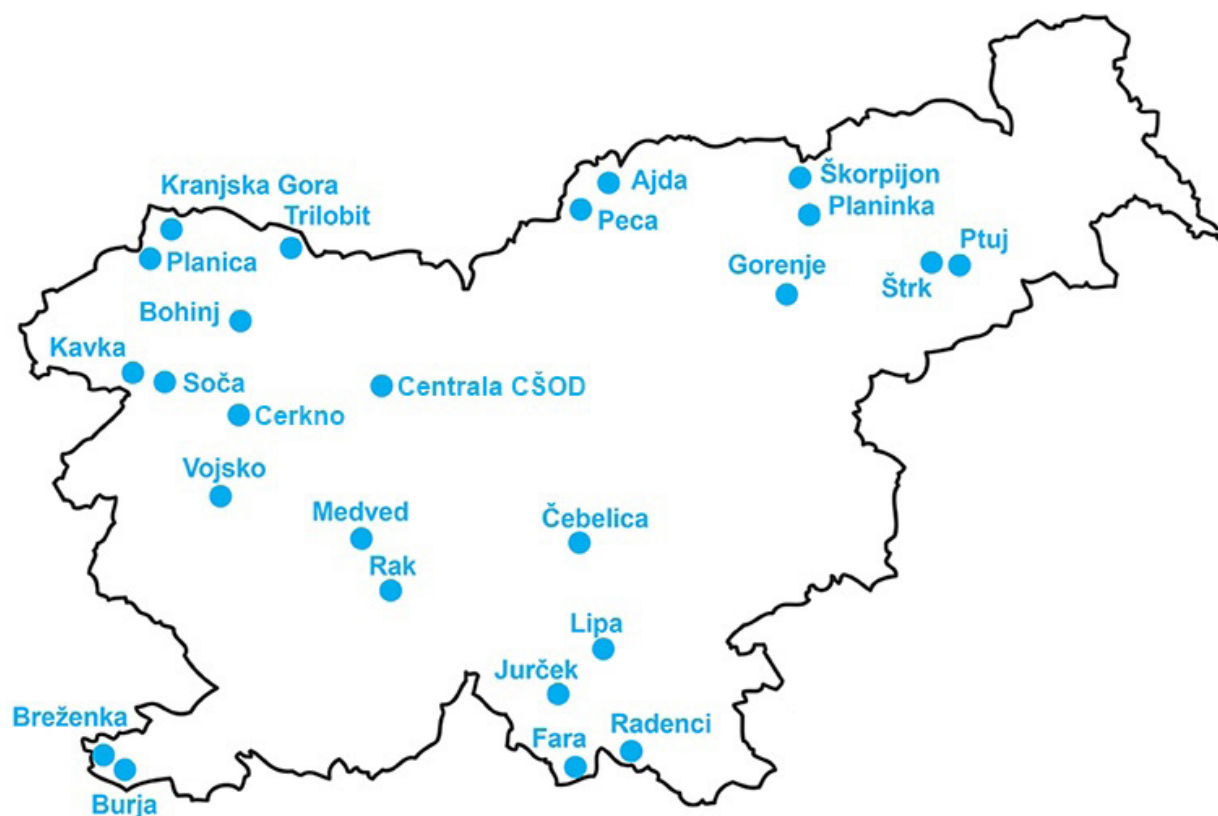 Ajda
Škorpijon
Kranjska Gora
Peca
Planinka
Trilobit
Planica
Gorenje
Ptuj
Štrk
Bohinj
Kavka
Soča
Centrala CŠOD
Cerkno
Vojsko
Medved
Čebelica
Rak
Lipa
Jurček
Breženka
Fara
Radenci
Burja